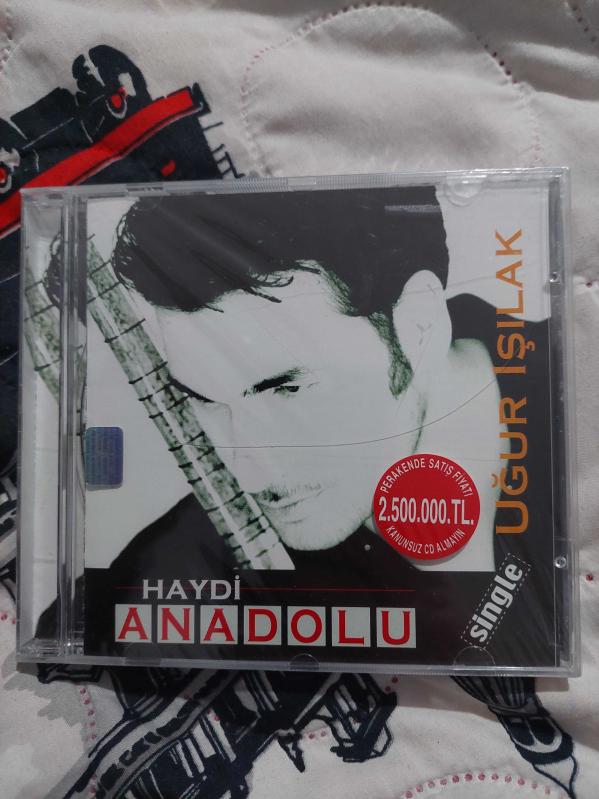 UĞUR IŞILAK
PERAKENDE SATIŞ FİYATI
2.500.000.TL.
KANUNSUZ CD ALMAYIN
single
HAYDİ
ANADOLU